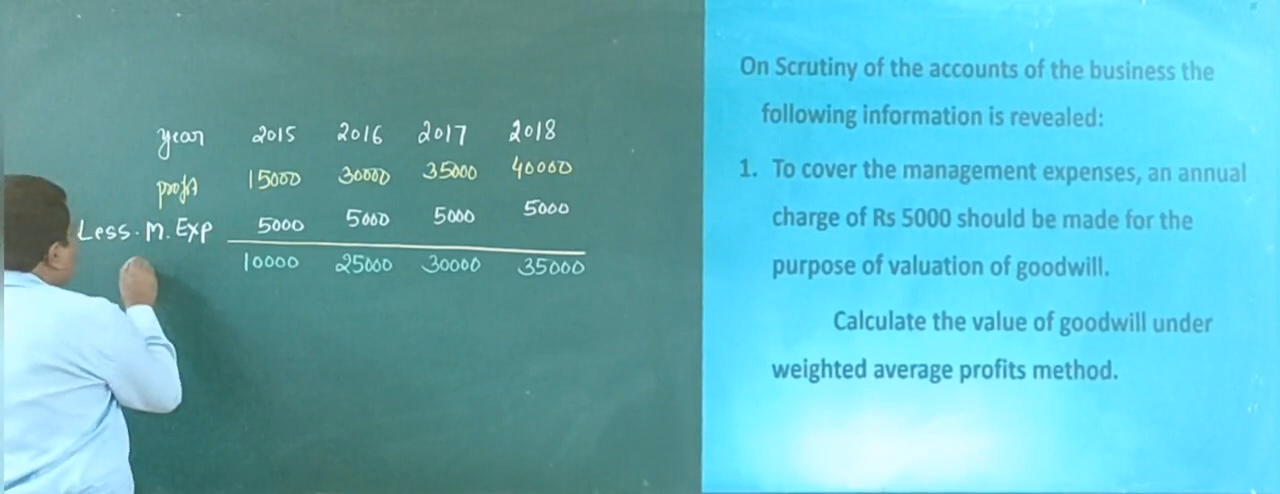 year 2015 2016 2017 2018
profit 15000 30000 35000 40000
Less. M. Exp 5000 5000 5000 5000
10000 25000 30000 35000
On Scrutiny of the accounts of the business the
following information is revealed:
1. To cover the management expenses, an annual
charge of Rs 5000 should be made for the
purpose of valuation of goodwill.
Calculate the value of goodwill under
weighted average profits method.